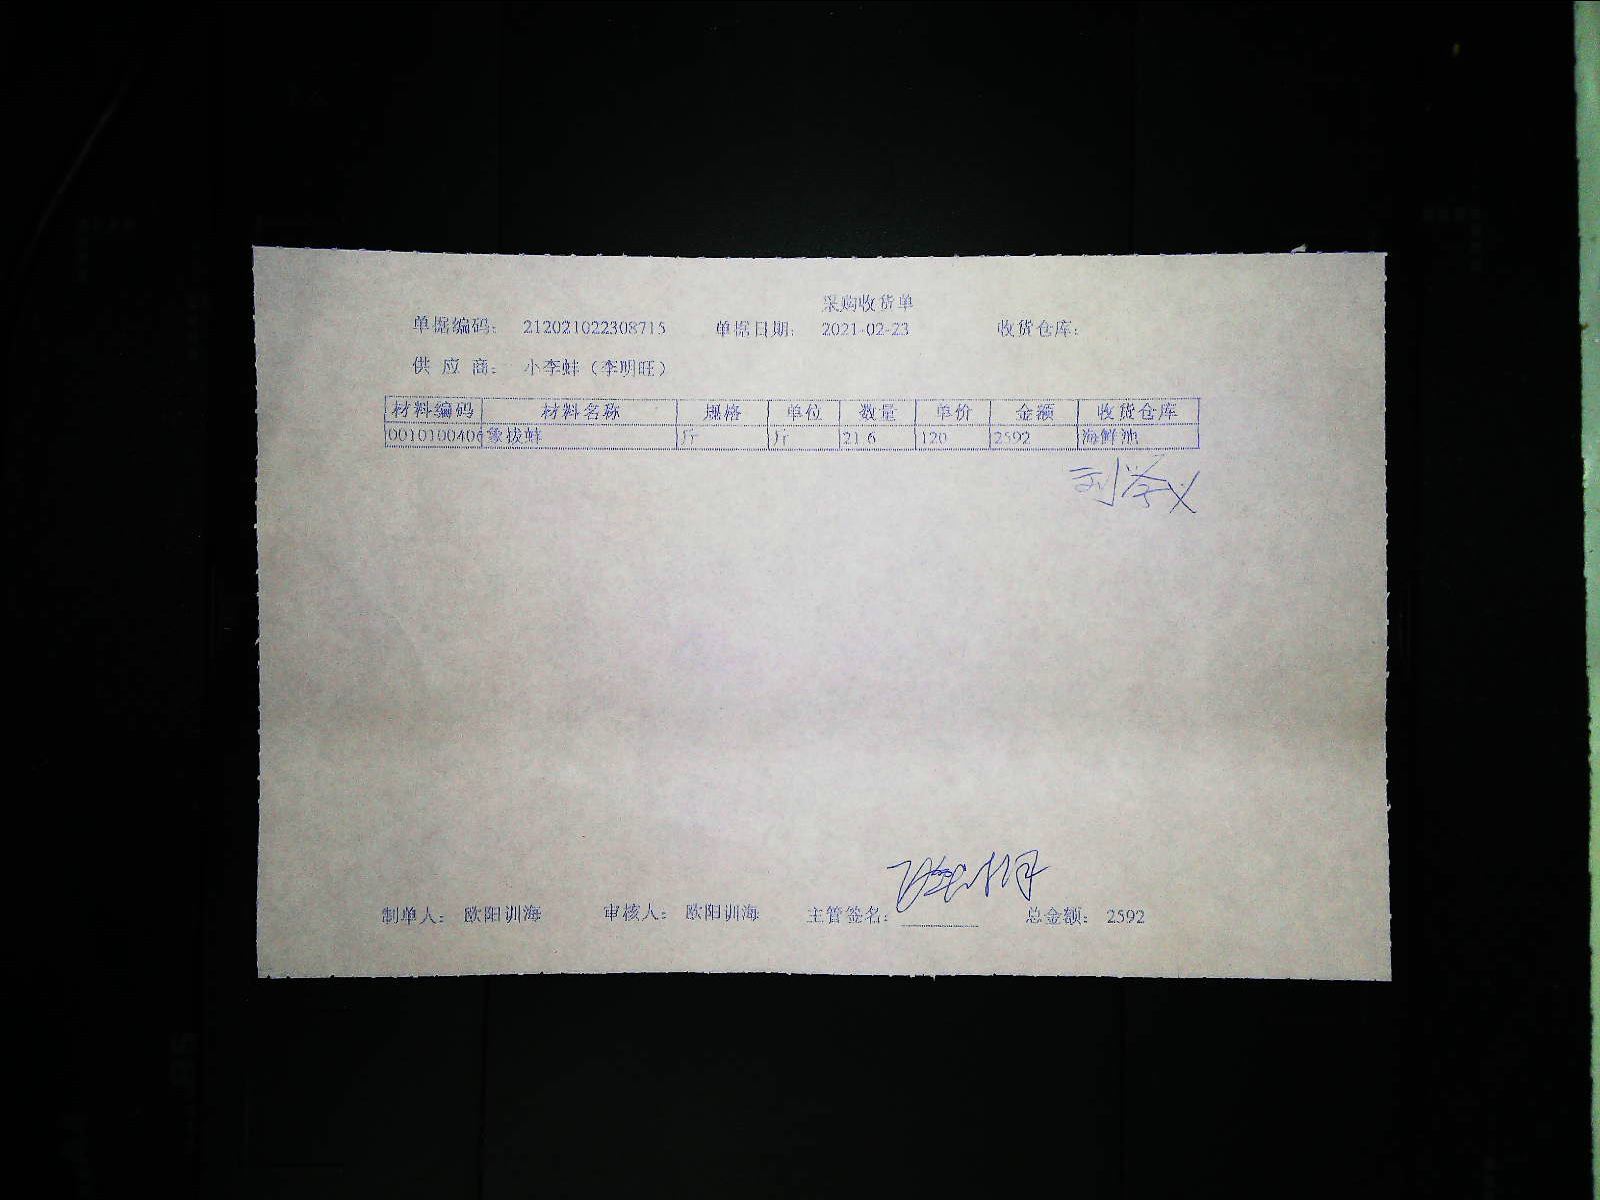 采购收货单
单据编码: 212021022308715 单据日期: 2021-02-23 收货仓库:
供 应 商: 小李蚌(李明旺)
材料编码 材料名称 规格 单位 数量 单价 金额 收货仓库
0010100406 象拔蚌 斤 斤 21.6 120 2592 海鲜池
制单人: 欧阳训海 审核人: 欧阳训海 主管签名: 总金额: 2592